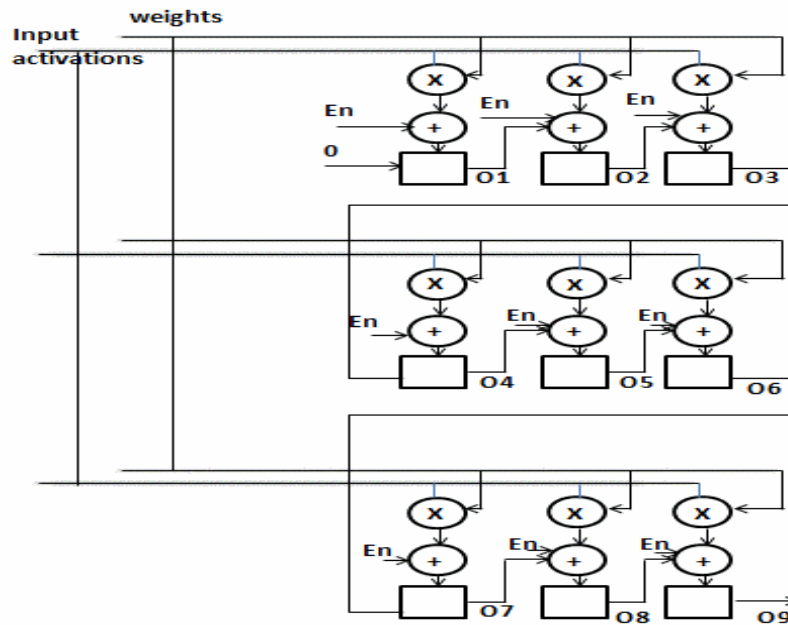 weights
Input
activations
X X X
En En En
+ + +
0
O1 O2 O3
X X X
En En En
+ + +
O4 O5 O6
X X X
En En En
+ + +
O7 O8 O9